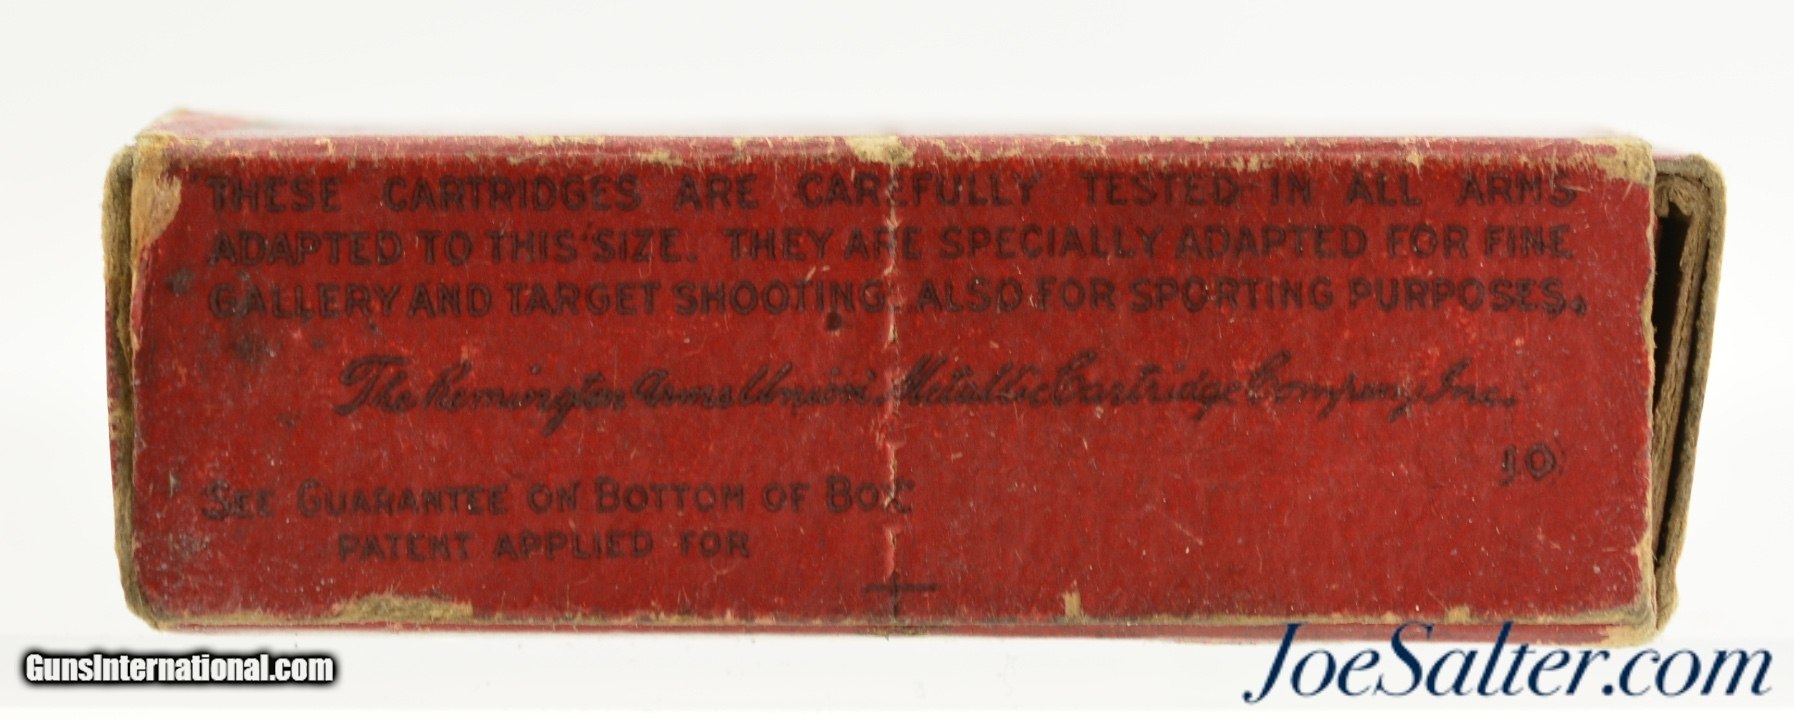 THESE CARTRIDGES ARE CAREFULLY TESTED IN ALL ARMS
ADAPTED TO THIS SIZE. THEY ARE SPECIALLY ADAPTED FOR FINE
GALLERY AND TARGET SHOOTING, ALSO FOR SPORTING PURPOSES.
The Remington Arms Union Metallic Cartridge Company, Inc.
10
SEE GUARANTEE ON BOTTOM OF BOX
PATENT APPLIED FOR
GunsInternational.com
JoeSalter.com